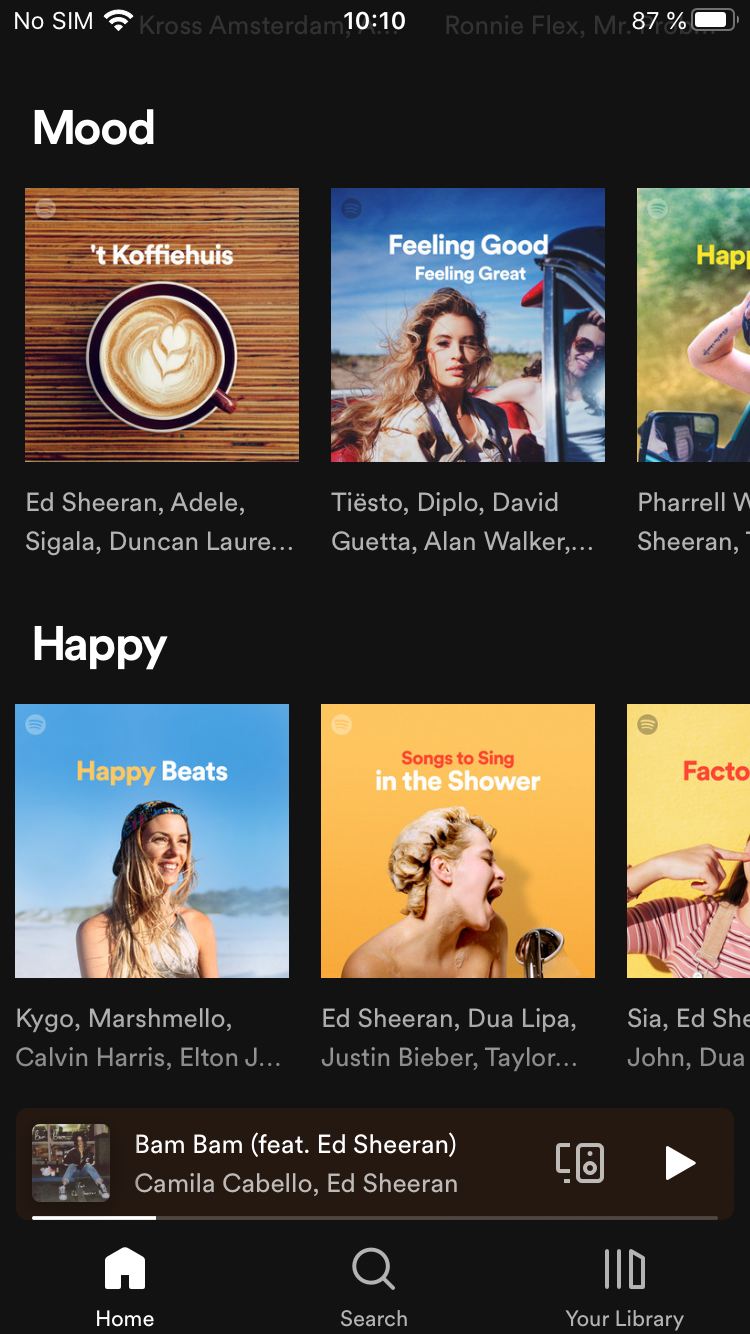 No SIM 10:10 87 %
Kross Amsterdam, A... Ronnie Flex, Mr. Prob...
Mood
't Koffiehuis
Feeling Good
Feeling Great
Happ
Ed Sheeran, Adele,
Sigala, Duncan Laure...
Tiësto, Diplo, David
Guetta, Alan Walker,...
Pharrell W
Sheeran, T
Happy
Happy Beats
Songs to Sing
in the Shower
Facto
Kygo, Marshmello,
Calvin Harris, Elton J...
Ed Sheeran, Dua Lipa,
Justin Bieber, Taylor...
Sia, Ed She
John, Dua
Bam Bam (feat. Ed Sheeran)
Camila Cabello, Ed Sheeran
Home
Search
Your Library